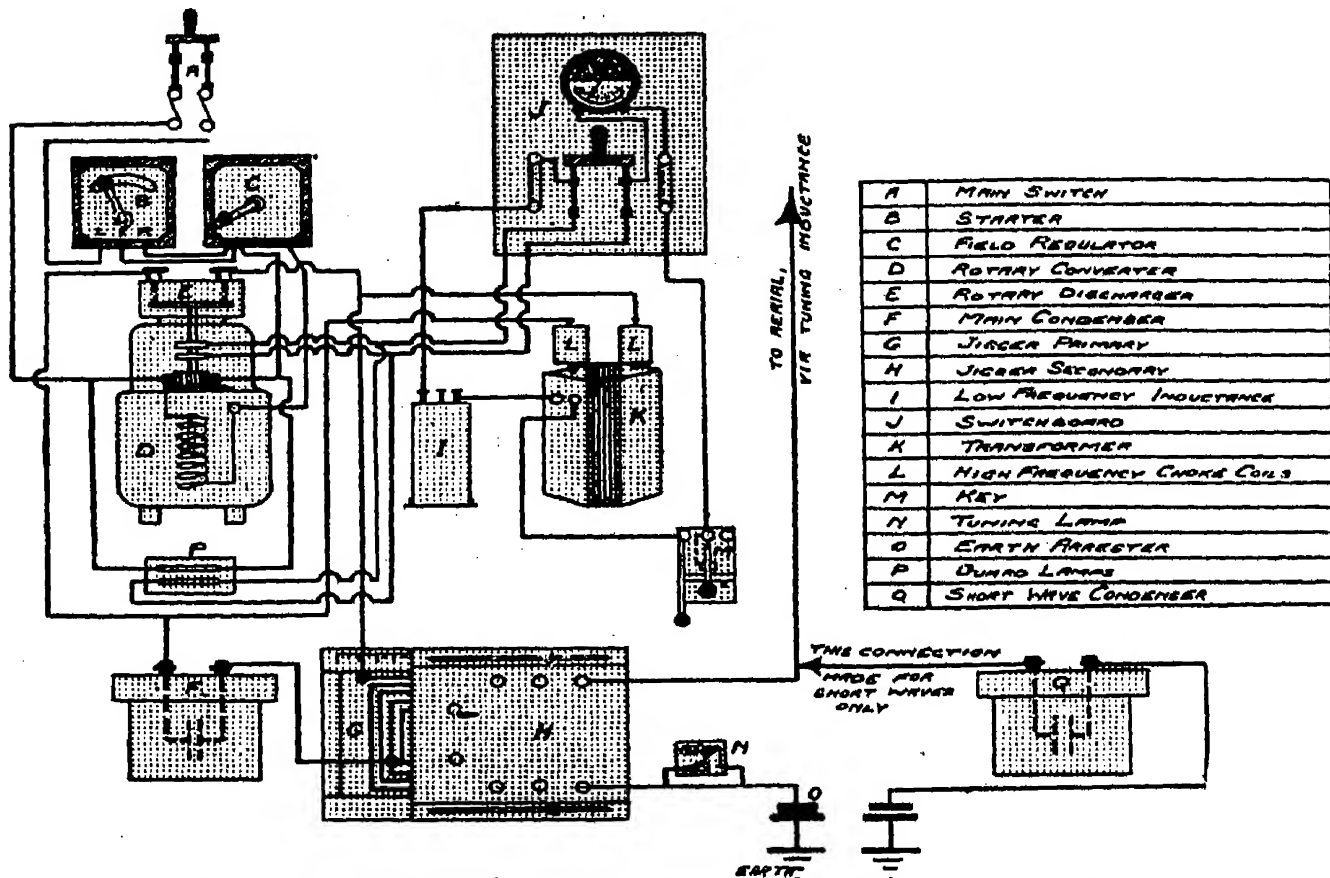 A
J
B
C
E
D
L L
K
I
P
M
TO AERIAL,
VIA TUNING INDUCTANCE
A MAIN SWITCH
B STARTER
C FIELD REGULATOR
D ROTARY CONVERTER
E ROTARY DISCHARGER
F MAIN CONDENSER
G JIGGER PRIMARY
H JIGGER SECONDARY
I LOW FREQUENCY INDUCTANCE
J SWITCHBOARD
K TRANSFORMER
L HIGH FREQUENCY CHOKE COILS
M KEY
N TUNING LAMP
O EARTH ARRESTER
P GUARD LAMPS
Q SHORT WAVE CONDENSER
F
G
H
N
O
EARTH
THIS CONNECTION
MADE FOR
SHORT WAVES
ONLY
Q